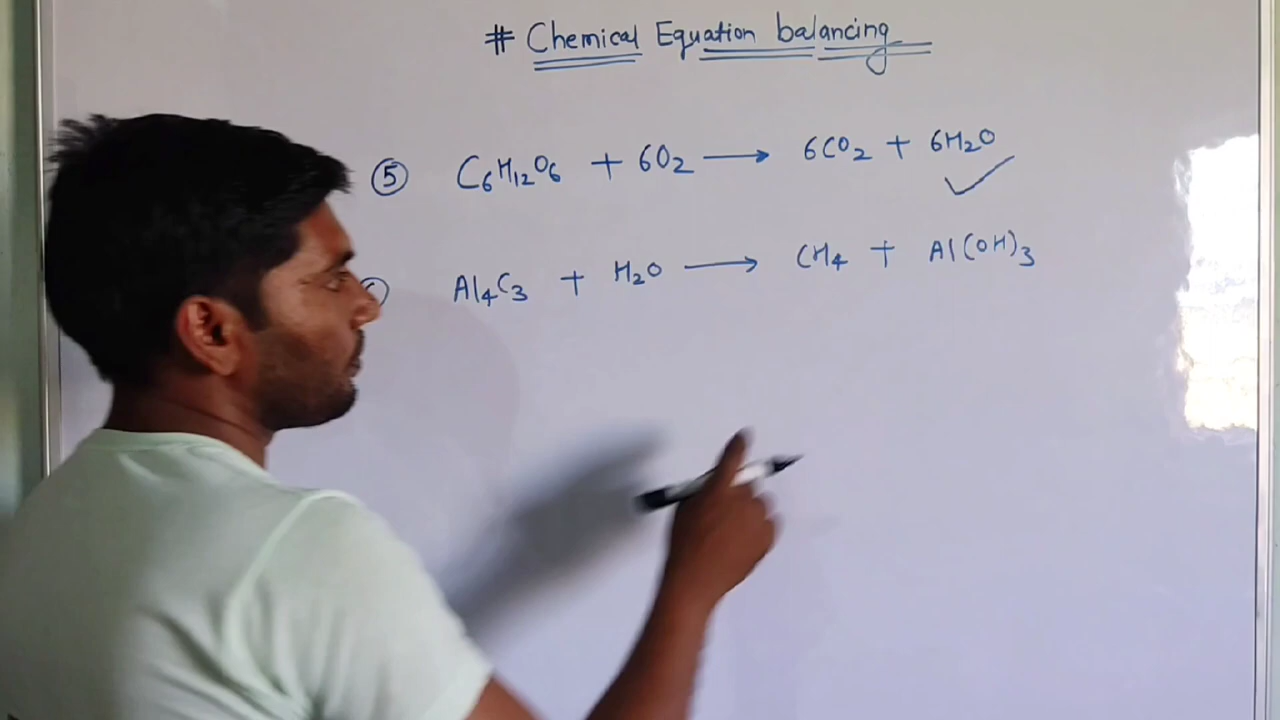 # Chemical Equation balancing
⑤ C₆H₁₂O₆ + 6O₂ → 6CO₂ + 6H₂O ✓
Al₄C₃ + H₂O → CH₄ + Al(OH)₃